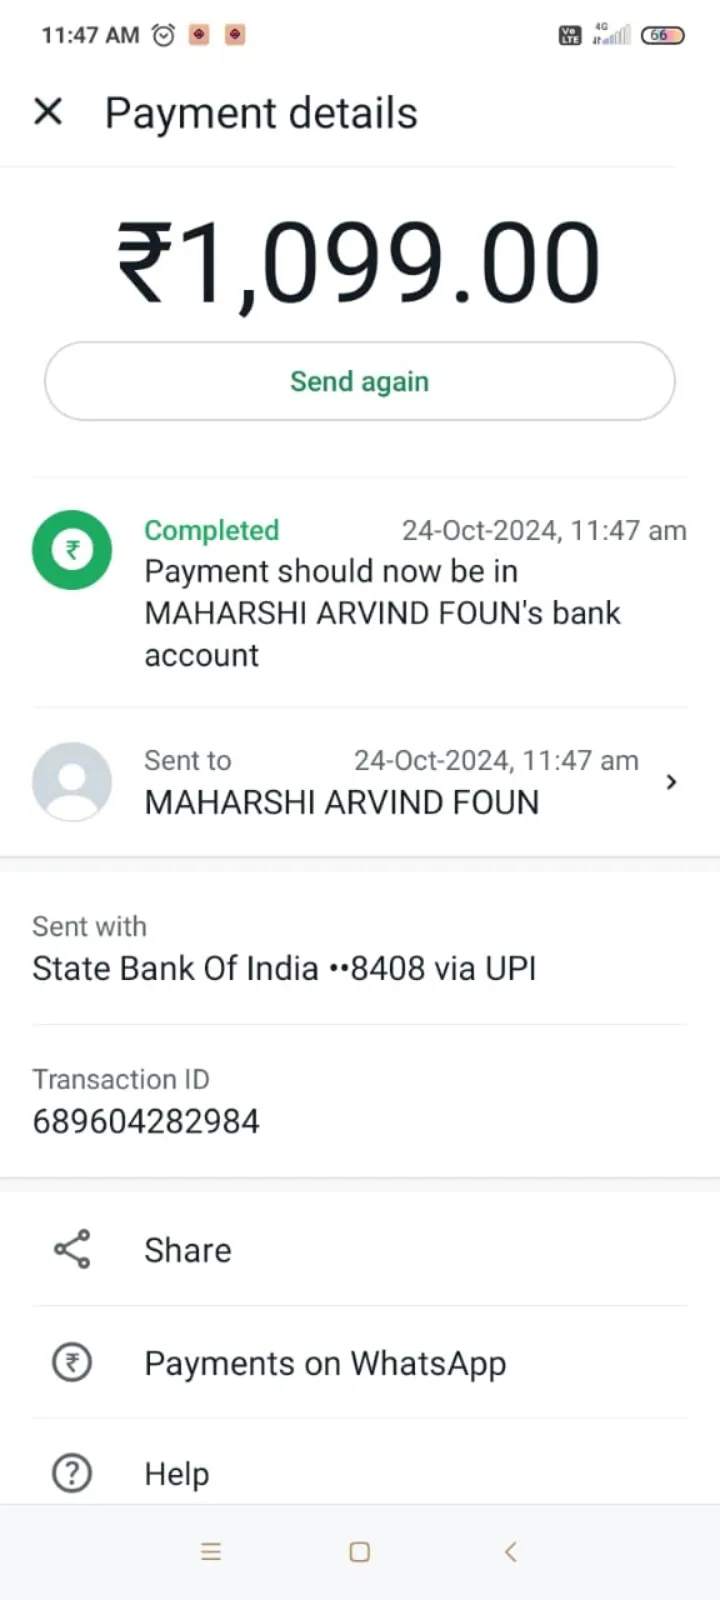 11:47 AM
Vo LTE 4G 66
Payment details
₹1,099.00
Send again
Completed 24-Oct-2024, 11:47 am
Payment should now be in
MAHARSHI ARVIND FOUN's bank
account
Sent to 24-Oct-2024, 11:47 am
MAHARSHI ARVIND FOUN
Sent with
State Bank Of India ••8408 via UPI
Transaction ID
689604282984
Share
Payments on WhatsApp
Help